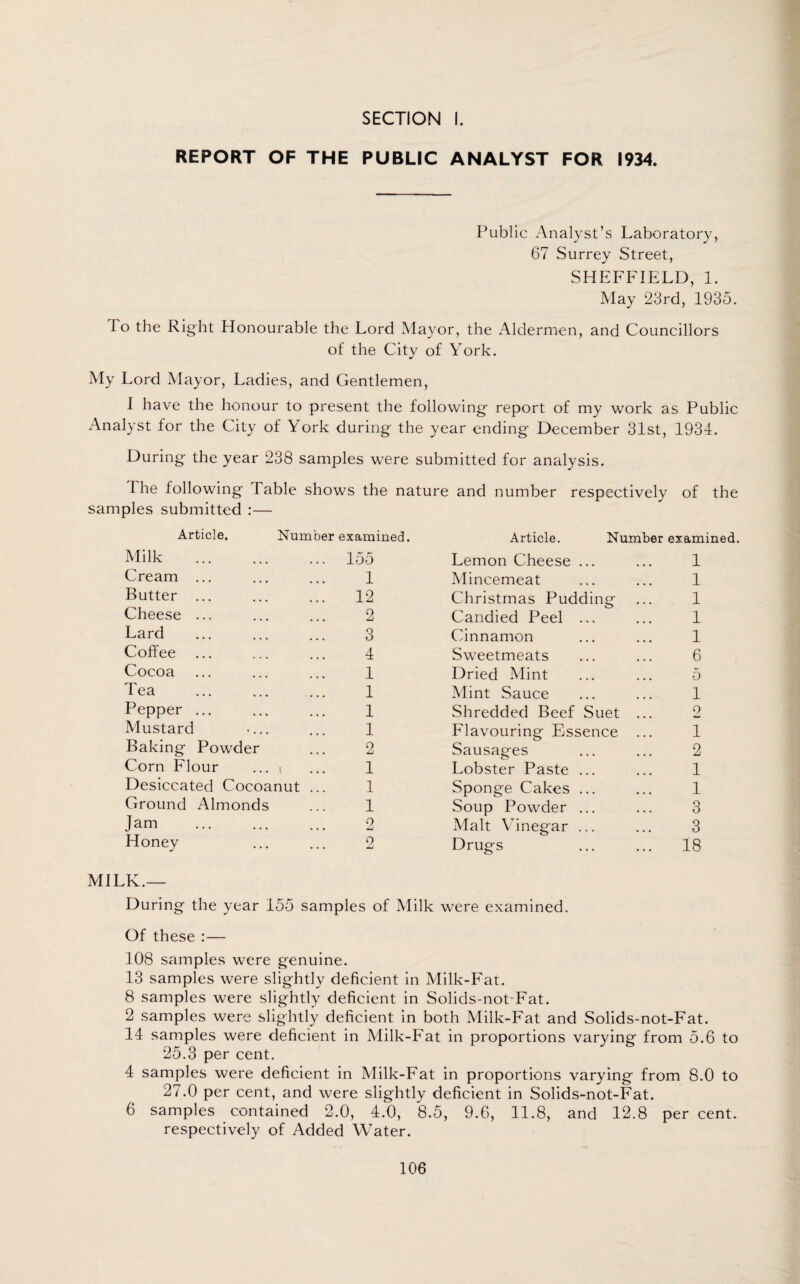 SECTION I.
REPORT OF THE PUBLIC ANALYST FOR 1934.
Public Analyst's Laboratory,
67 Surrey Street,
SHEFFIELD, 1.
May 23rd, 1935.
To the Right Honourable the Lord Mayor, the Aldermen, and Councillors
of the City of York.
My Lord Mayor, Ladies, and Gentlemen,
I have the honour to present the following report of my work as Public
Analyst for the City of York during the year ending December 31st, 1934.
During the year 238 samples were submitted for analysis.
The following Table shows the nature and number respectively of the
samples submitted :—
Article. Number examined.
Milk ... ... ... 155
Cream ... ... ... 1
Butter ... ... ... 12
Cheese ... ... ... 2
Lard ... ... ... 3
Coffee ... ... ... 4
Cocoa ... ... ... 1
Tea ... ... ... 1
Pepper ... ... ... 1
Mustard .... ... 1
Baking Powder ... 2
Corn Flour ... ... 1
Desiccated Cocoanut ... 1
Ground Almonds ... 1
Jam ... ... ... 2
Honey ... ... 2
Article. Number examined.
Lemon Cheese ... ... 1
Mincemeat ... ... 1
Christmas Pudding ... 1
Candied Peel ... ... 1
Cinnamon ... ... 1
Sweetmeats ... ... 6
Dried Mint ... ... 5
Mint Sauce ... ... 1
Shredded Beef Suet ... 2
Flavouring Essence ... 1
Sausages ... ... 2
Lobster Paste ... ... 1
Sponge Cakes ... ... 1
Soup Powder ... ... 3
Malt Vinegar ... ... 3
Drugs ... ... 18
MILK.—
During the year 155 samples of Milk were examined.
Of these :—
108 samples were genuine.
13 samples were slightly deficient in Milk-Fat.
8 samples were slightly deficient in Solids-not-Fat.
2 samples were slightly deficient in both Milk-Fat and Solids-not-Fat.
14 samples were deficient in Milk-Fat in proportions varying from 5.6 to
25.3 per cent.
4 samples were deficient in Milk-Fat in proportions varying from 8.0 to
27.0 per cent, and were slightly deficient in Solids-not-Fat.
6 samples contained 2.0, 4.0, 8.5, 9.6, 11.8, and 12.8 per cent.
respectively of Added Water.
106